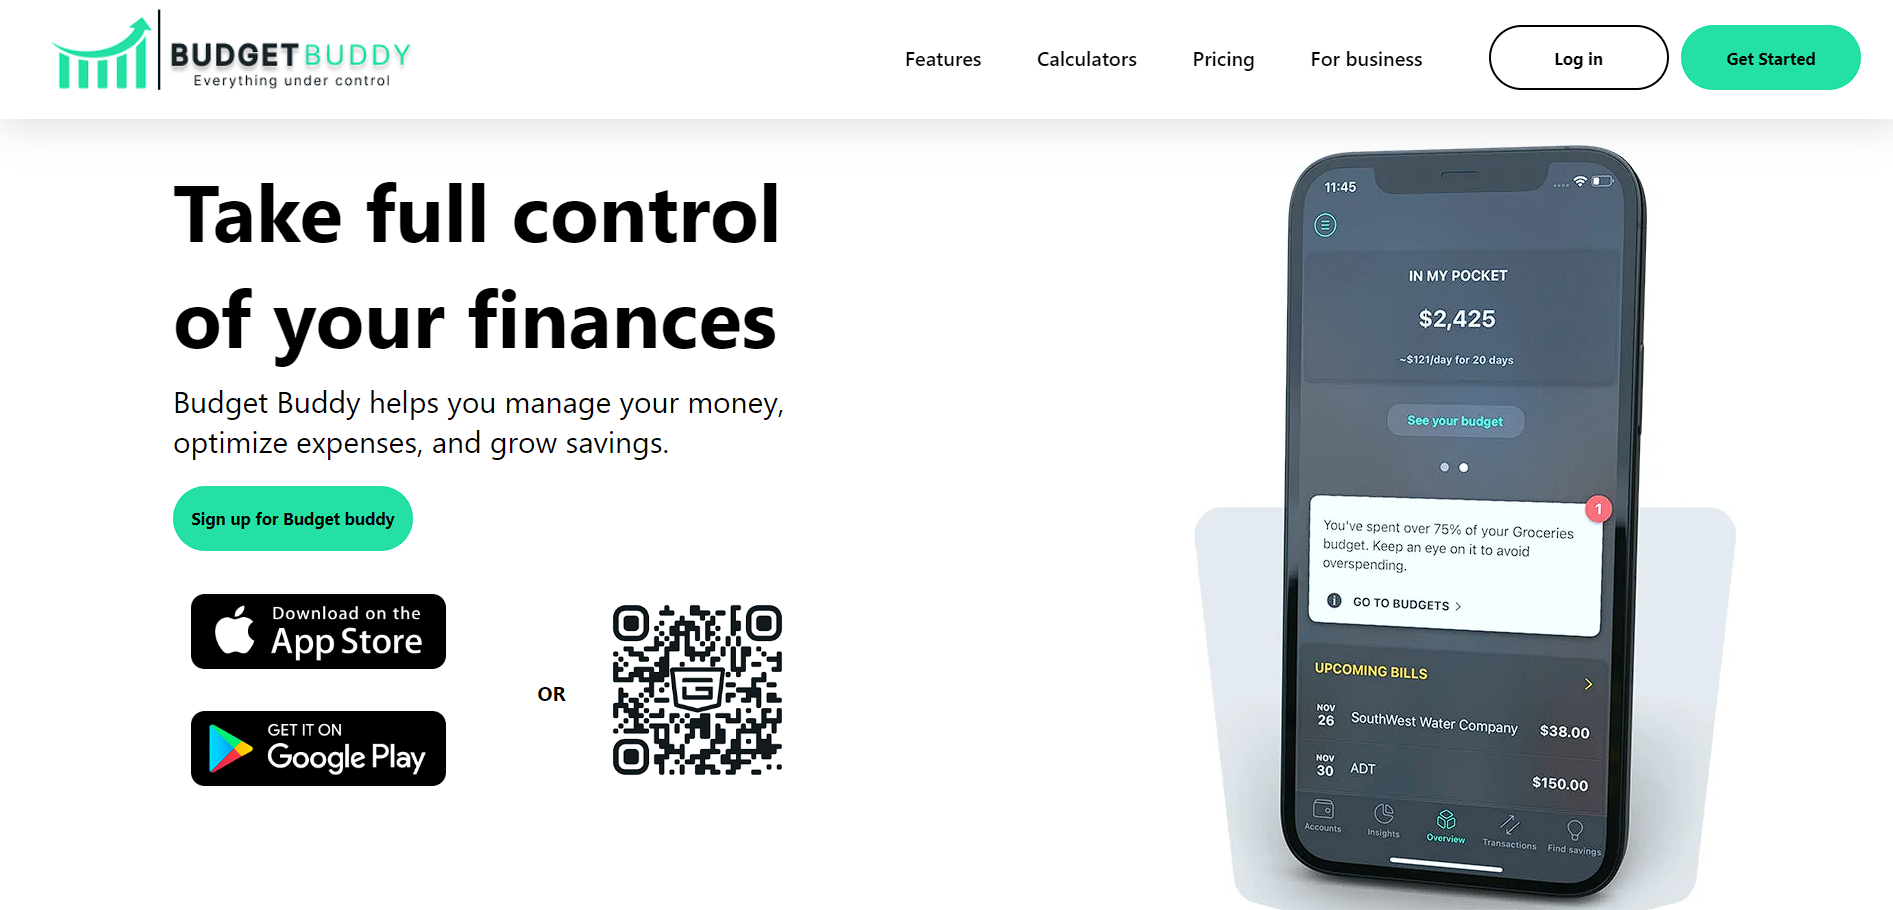 BUDGETBUDDY
Everything under control
Features
Calculators
Pricing
For business
Log in
Get Started
Take full control
of your finances
Budget Buddy helps you manage your money,
optimize expenses, and grow savings.
Sign up for Budget buddy
Download on the
App Store
GET IT ON
Google Play
OR
11:45
IN MY POCKET
$2,425
~$121/day for 20 days
See your budget
1
You've spent over 75% of your Groceries
budget. Keep an eye on it to avoid
overspending.
GO TO BUDGETS >
UPCOMING BILLS
NOV
26
SouthWest Water Company
$38.00
NOV
30
ADT
$150.00
Accounts
Insights
Overview
Transactions
Find savings